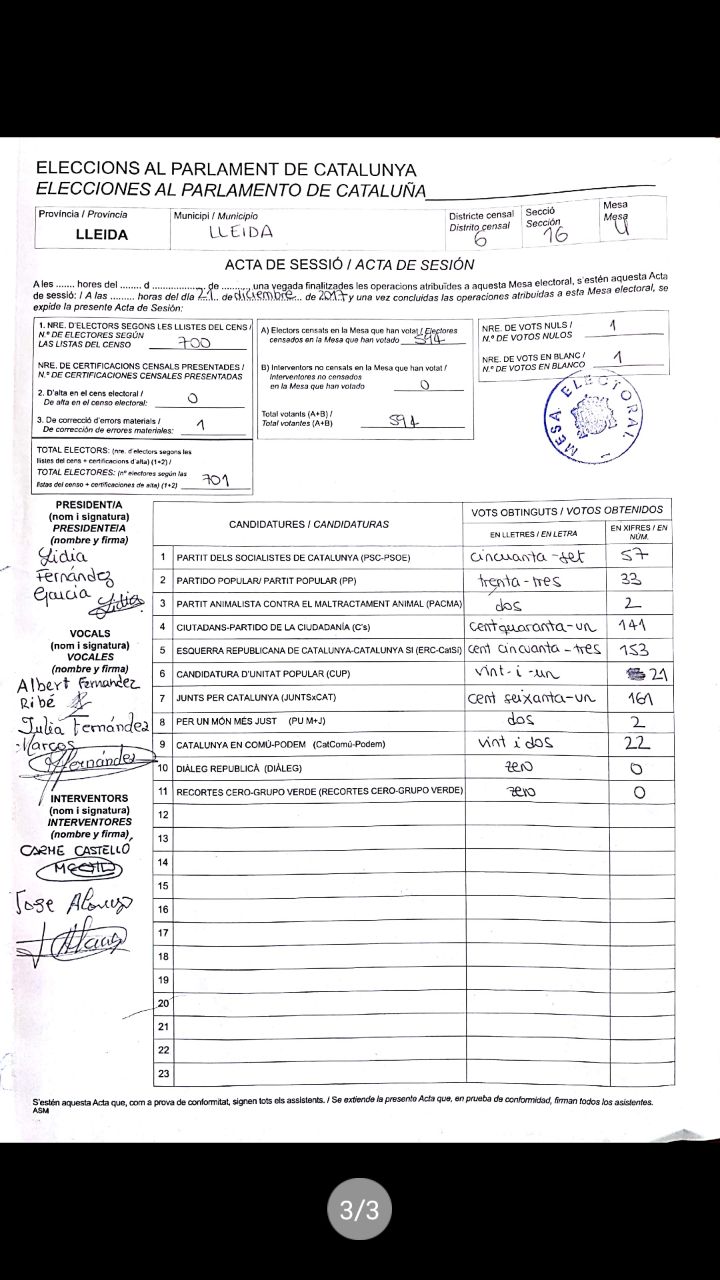 ELECCIONS AL PARLAMENT DE CATALUNYA
ELECCIONES AL PARLAMENTO DE CATALUÑA
Província / Provincia
LLEIDA
Municipi / Municipio
LLEIDA
Districte censal
Distrito censal
6
Secció
Sección
16
Mesa
Mesa
U
ACTA DE SESSIÓ / ACTA DE SESIÓN
A les ....... hores del ....... d ................... de .......... una vegada finalitzades les operacions atribuïdes a aquesta Mesa electoral, s'estén aquesta Acta
de sessió: / A las ......... horas del día 21 de diciembre de 2017 y una vez concluidas las operaciones atribuidas a esta Mesa electoral, se
expide la presente Acta de Sesión:
1. NRE. D'ELECTORS SEGONS LES LLISTES DEL CENS /
N.º DE ELECTORES SEGÚN
LAS LISTAS DEL CENSO 700
NRE. DE CERTIFICACIONS CENSALS PRESENTADES /
N.º DE CERTIFICACIONES CENSALES PRESENTADAS
2. D'alta en el cens electoral /
De alta en el censo electoral: 0
3. De correcció d'errors materials /
De corrección de errores materiales: 1
TOTAL ELECTORS: (nre. d'electors segons les
llistes del cens + certificacions d'alta) (1+2) /
TOTAL ELECTORES: (nº electores según las
listas del censo + certificaciones de alta) (1+2) 701
A) Electors censats en la Mesa que han votat / Electores
censados en la Mesa que han votado 594
B) Interventors no censats en la Mesa que han votat /
Interventores no censados
en la Mesa que han votado 0
Total votants (A+B) /
Total votantes (A+B) 594
NRE. DE VOTS NULS /
N.º DE VOTOS NULOS 1
NRE. DE VOTS EN BLANC /
N.º DE VOTOS EN BLANCO 1
MESA ELECTORAL
PRESIDENT/A
(nom i signatura)
PRESIDENTE/A
(nombre y firma)
Lidia
Fernández
Garcia
Lidia
VOCALS
(nom i signatura)
VOCALES
(nombre y firma)
Albert Fernandez
Ribé
Julia Fernández
Marcos
Fernández
INTERVENTORS
(nom i signatura)
INTERVENTORES
(nombre y firma)
CARME CASTELLÓ
Jose Alonso
CANDIDATURES / CANDIDATURAS
VOTS OBTINGUTS / VOTOS OBTENIDOS
EN LLETRES / EN LETRA
EN XIFRES / EN
NÚM.
1 PARTIT DELS SOCIALISTES DE CATALUNYA (PSC-PSOE) cincuanta-set 57
2 PARTIDO POPULAR/ PARTIT POPULAR (PP) trenta-tres 33
3 PARTIT ANIMALISTA CONTRA EL MALTRACTAMENT ANIMAL (PACMA) dos 2
4 CIUTADANS-PARTIDO DE LA CIUDADANÍA (C's) cent quaranta-un 141
5 ESQUERRA REPUBLICANA DE CATALUNYA-CATALUNYA SI (ERC-CatSí) cent cincuanta-tres 153
6 CANDIDATURA D'UNITAT POPULAR (CUP) vint-i-un 21
7 JUNTS PER CATALUNYA (JUNTSxCAT) cent seixanta-un 161
8 PER UN MÓN MÉS JUST (PU M+J) dos 2
9 CATALUNYA EN COMÚ-PODEM (CatComú-Podem) vint i dos 22
10 DIÀLEG REPUBLICÀ (DIÀLEG) zero 0
11 RECORTES CERO-GRUPO VERDE (RECORTES CERO-GRUPO VERDE) zero 0
12
13
14
15
16
17
18
19
20
21
22
23
S'estén aquesta Acta que, com a prova de conformitat, signen tots els assistents. / Se extiende la presente Acta que, en prueba de conformidad, firman todos los asistentes.
ASM
3/3